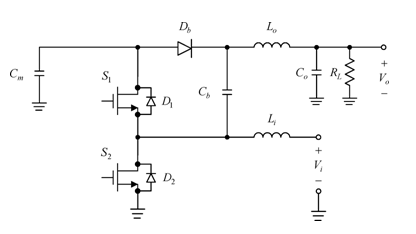 D_b L_o
S_1 +
C_m D_1 C_b C_o R_L V_o
−
L_i
S_2 +
D_2 V_i
−